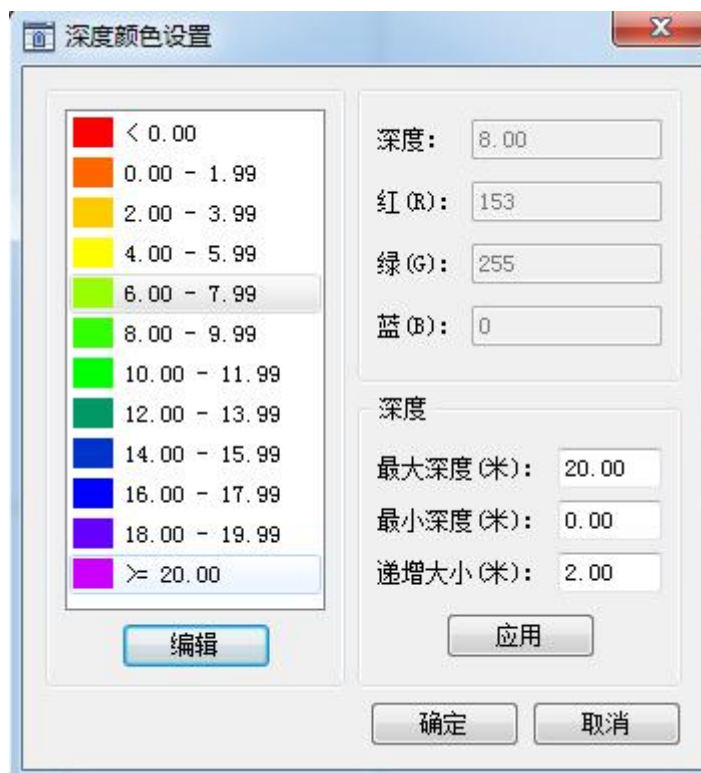 深度颜色设置
< 0.00
0.00 - 1.99
2.00 - 3.99
4.00 - 5.99
6.00 - 7.99
8.00 - 9.99
10.00 - 11.99
12.00 - 13.99
14.00 - 15.99
16.00 - 17.99
18.00 - 19.99
>= 20.00
编辑
深度: 8.00
红(R): 153
绿(G): 255
蓝(B): 0
深度
最大深度(米): 20.00
最小深度(米): 0.00
递增大小(米): 2.00
应用
确定 取消